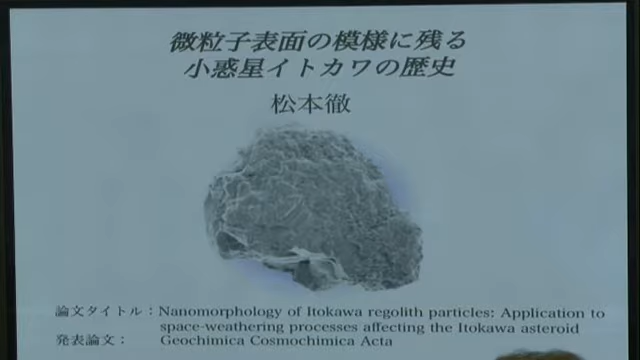 微粒子表面の模様に残る
小惑星イトカワの歴史
松本徹
論文タイトル：Nanomorphology of Itokawa regolith particles: Application to
space-weathering processes affecting the Itokawa asteroid
発表論文： Geochimica Cosmochimica Acta